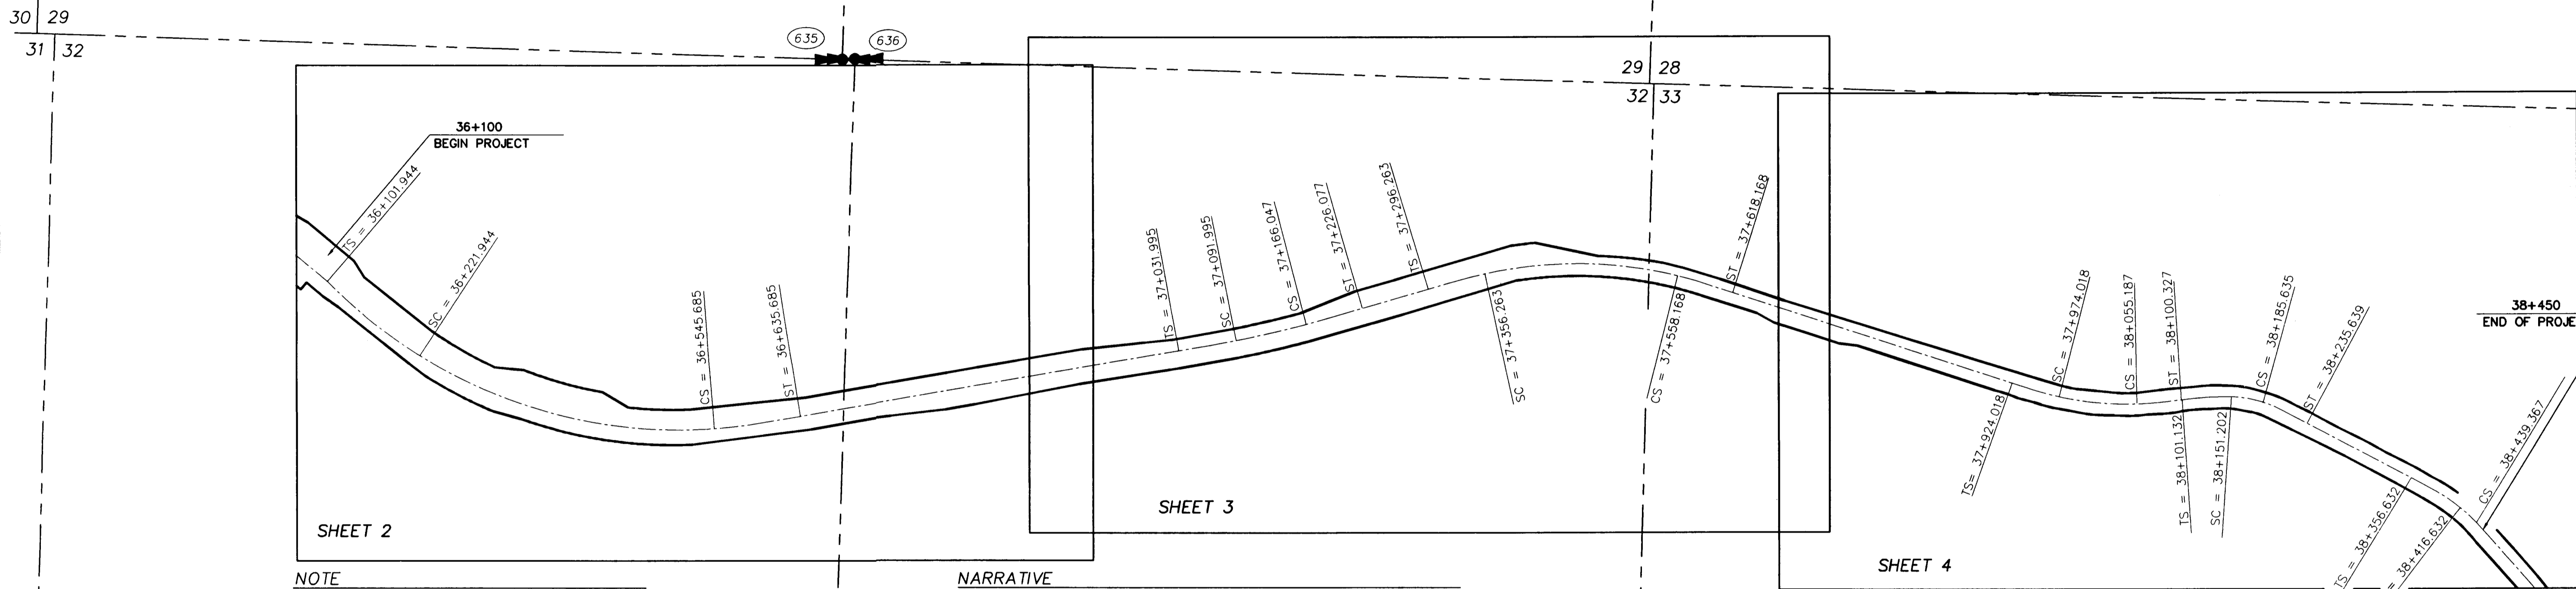 30 29
31 32
635
636
29 28
32 33
36+100
BEGIN PROJECT
TS = 36+101.944
SC = 36+221.944
CS = 36+545.685
ST = 36+635.685
TS = 37+031.995
SC = 37+091.995
CS = 37+166.047
ST = 37+226.077
TS = 37+296.263
SC = 37+356.263
CS = 37+558.168
ST = 37+618.168
TS= 37+924.018
SC = 37+974.018
CS = 38+055.187
ST = 38+100.327
TS = 38+101.132
SC = 38+151.202
CS = 38+185.635
ST = 38+235.639
TS = 38+356.632
= 38+416.632
CS = 38+439.367
38+450
END OF PROJE
SHEET 2
SHEET 3
SHEET 4
NOTE
NARRATIVE